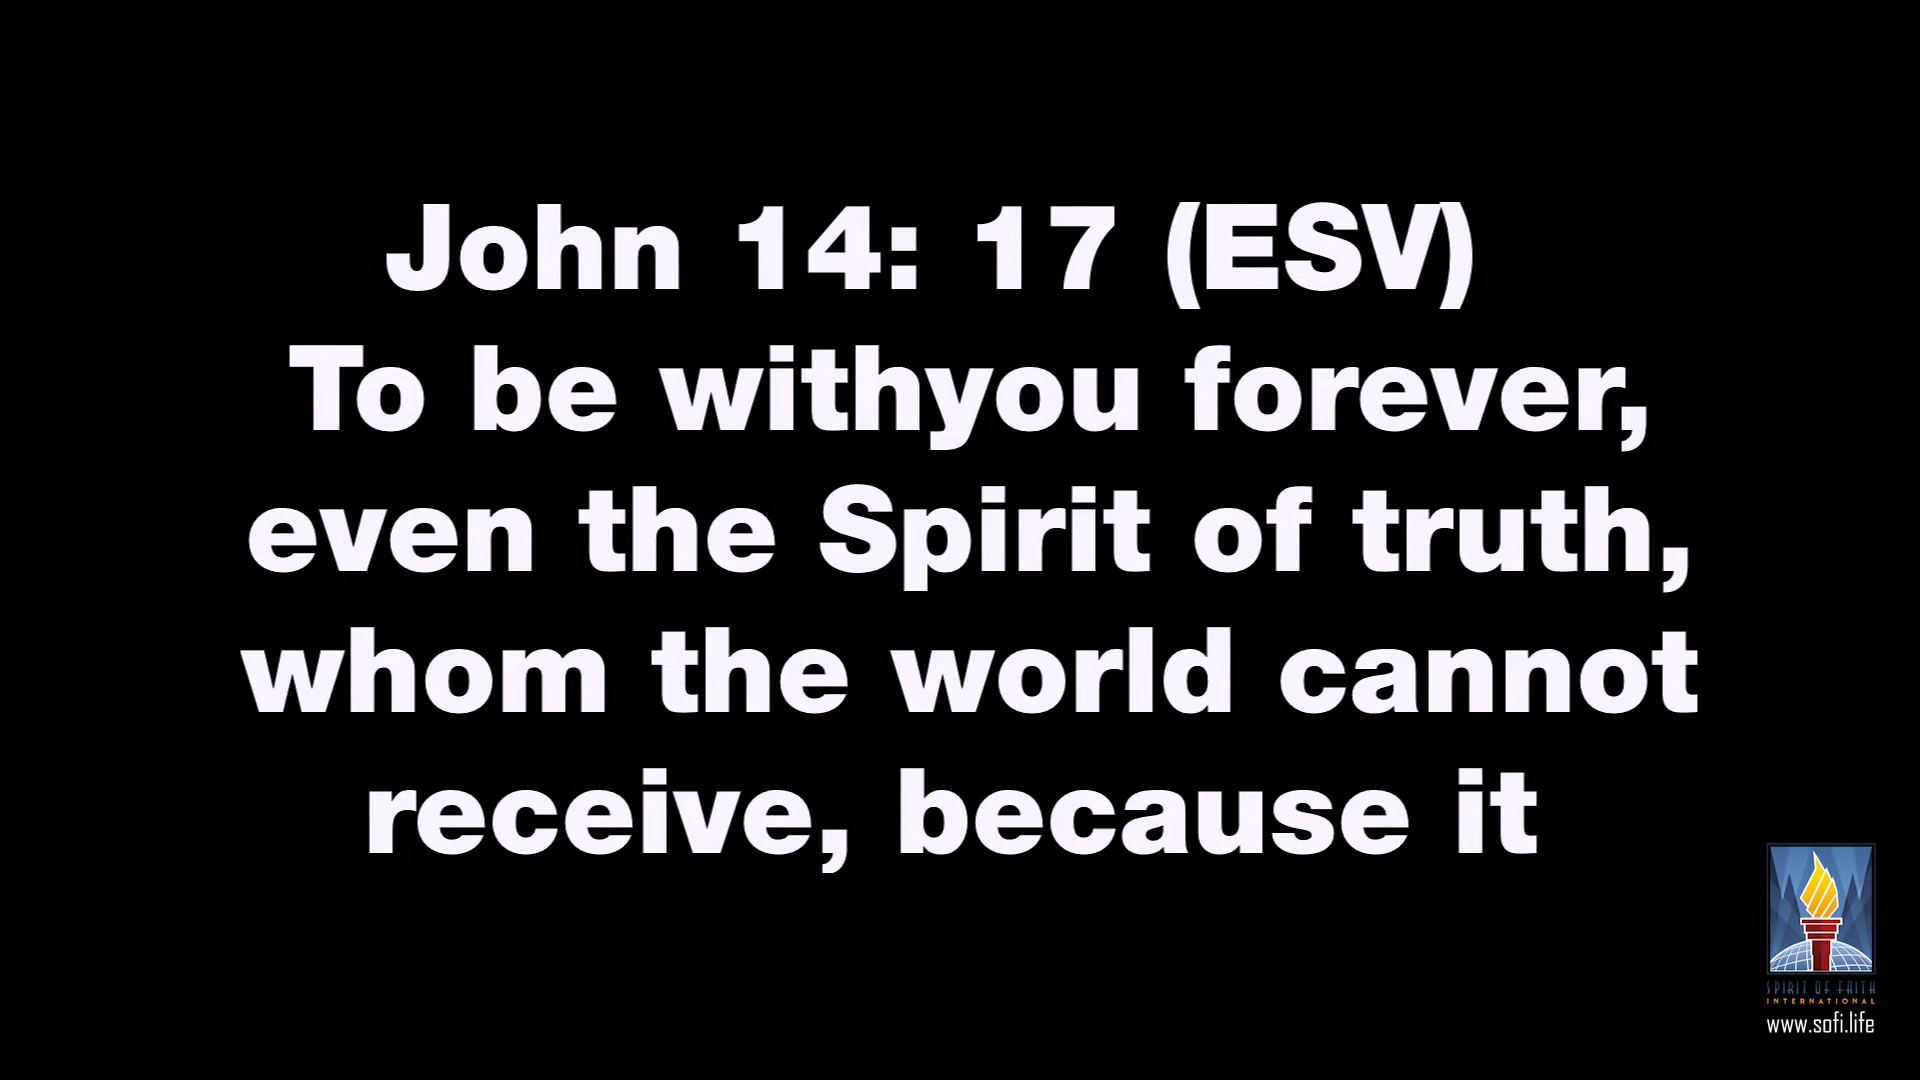 John 14: 17 (ESV)
To be withyou forever,
even the Spirit of truth,
whom the world cannot
receive, because it
SPIRIT OF FAITH
INTERNATIONAL
www.sofi.life